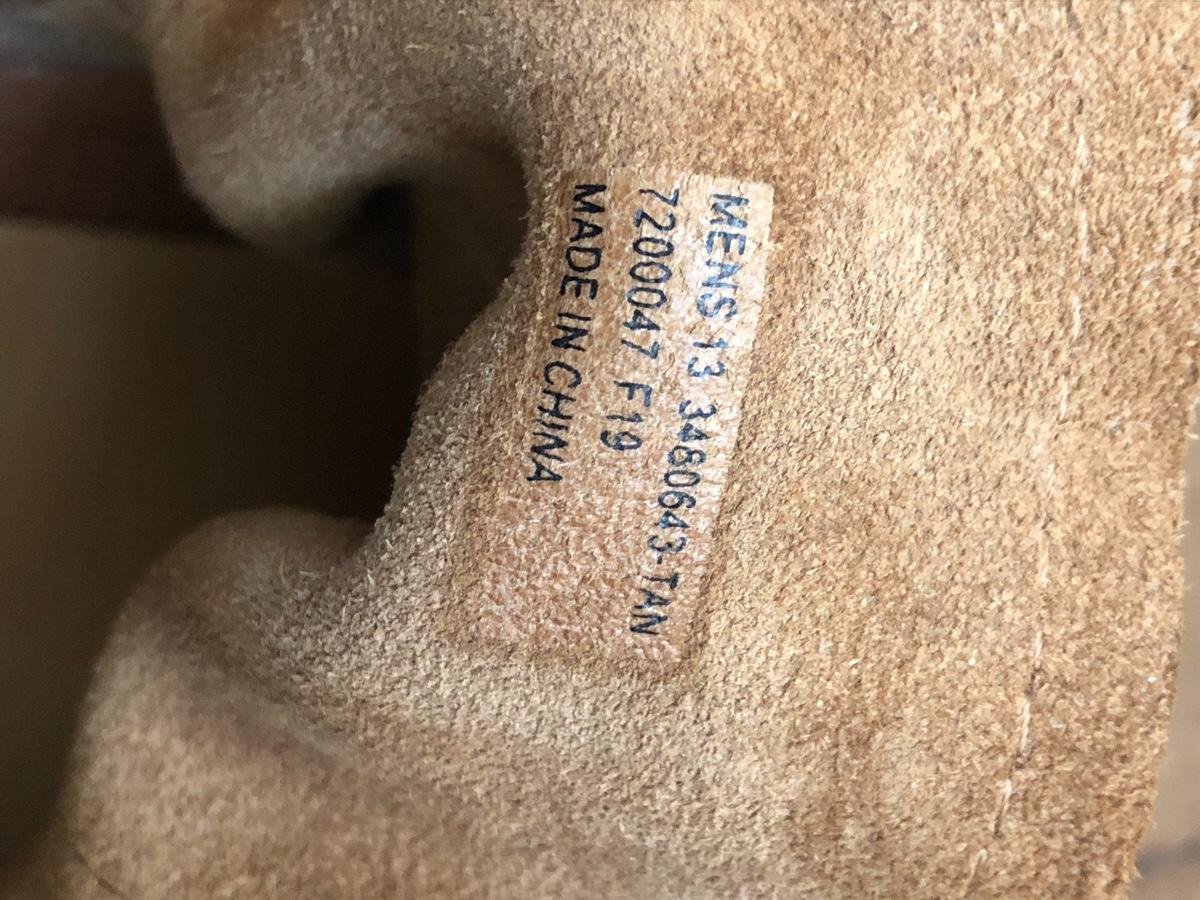 MENS 13 3480643-TAN
7200047 F19
MADE IN CHINA